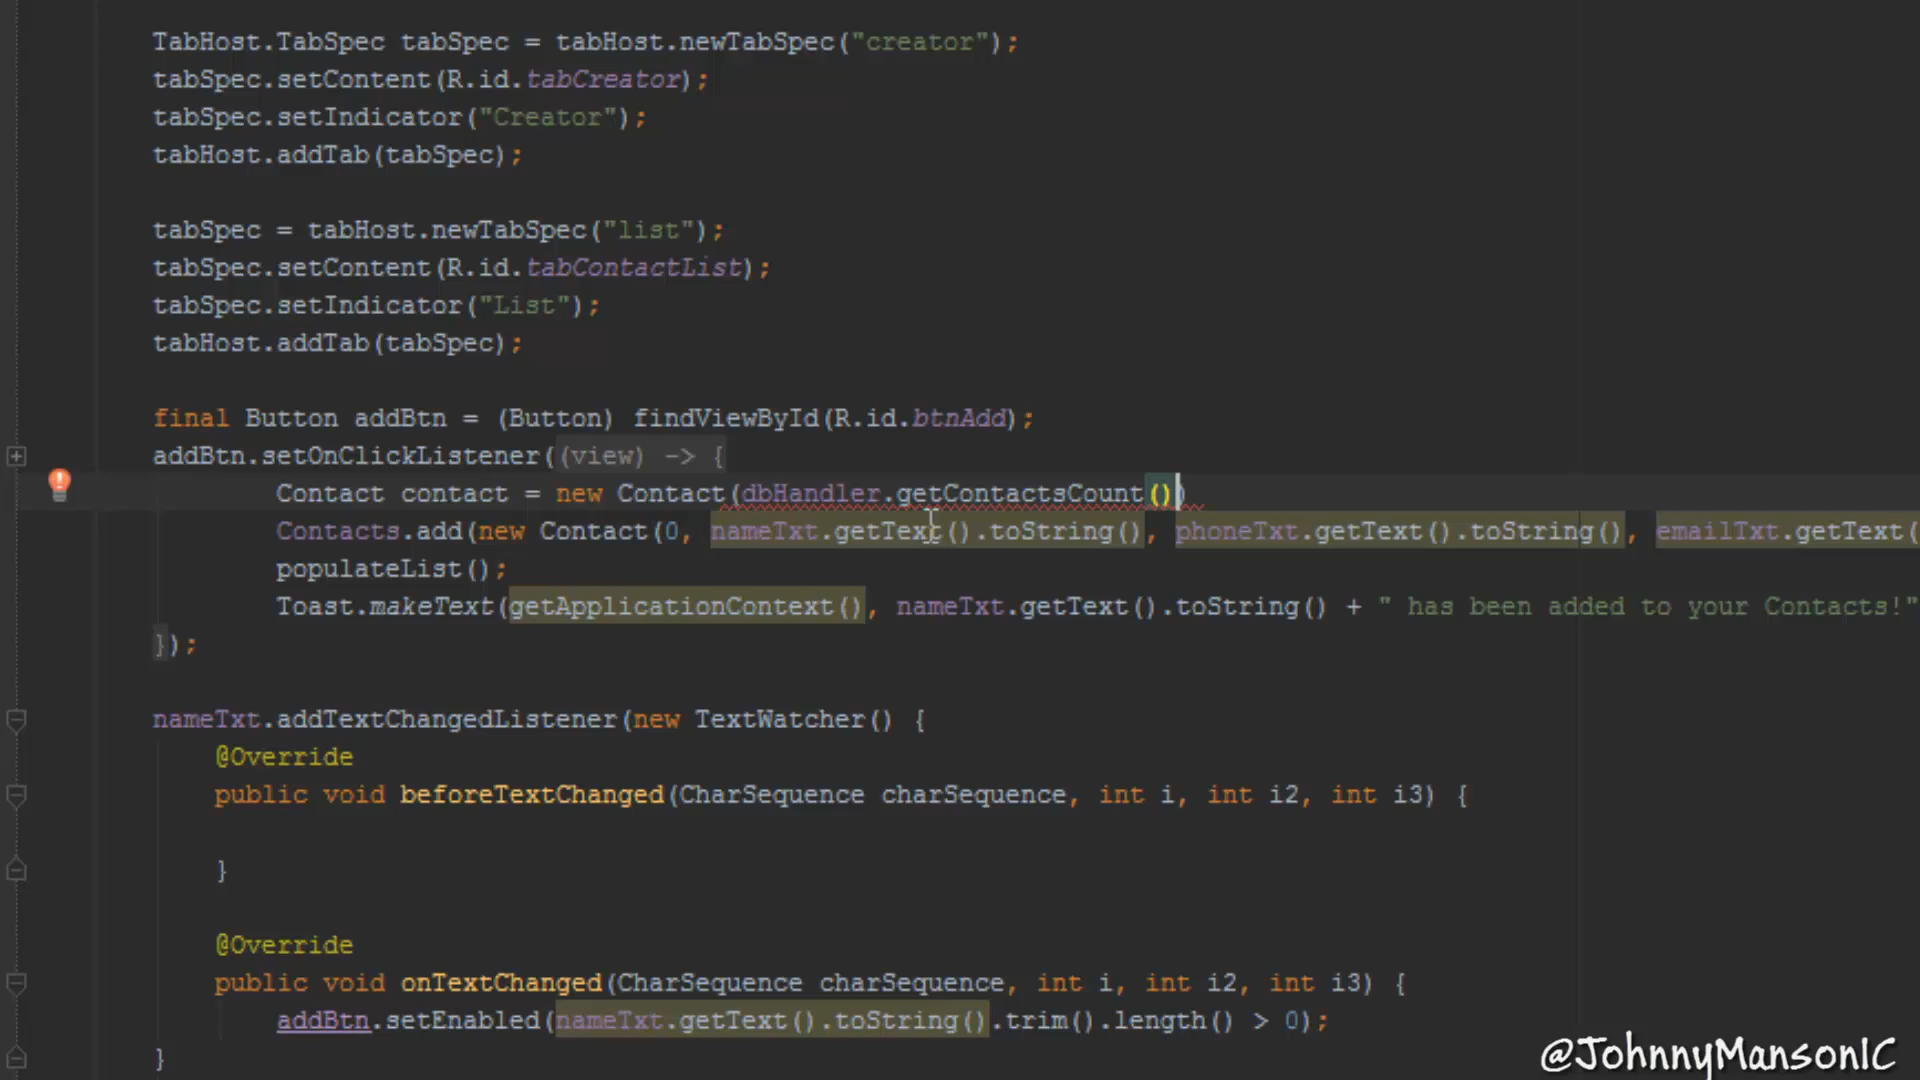 TabHost.TabSpec tabSpec = tabHost.newTabSpec("creator");
tabSpec.setContent(R.id.tabCreator);
tabSpec.setIndicator("Creator");
tabHost.addTab(tabSpec);
tabSpec = tabHost.newTabSpec("list");
tabSpec.setContent(R.id.tabContactList);
tabSpec.setIndicator("List");
tabHost.addTab(tabSpec);
final Button addBtn = (Button) findViewById(R.id.btnAdd);
addBtn.setOnClickListener((view) -> {
Contact contact = new Contact(dbHandler.getContactsCount())
Contacts.add(new Contact(0, nameTxt.getText().toString(), phoneTxt.getText().toString(), emailTxt.getText(
populateList();
Toast.makeText(getApplicationContext(), nameTxt.getText().toString() + " has been added to your Contacts!"
});
nameTxt.addTextChangedListener(new TextWatcher() {
@Override
public void beforeTextChanged(CharSequence charSequence, int i, int i2, int i3) {
}
@Override
public void onTextChanged(CharSequence charSequence, int i, int i2, int i3) {
addBtn.setEnabled(nameTxt.getText().toString().trim().length() > 0);
}
@JohnnyMansonIC